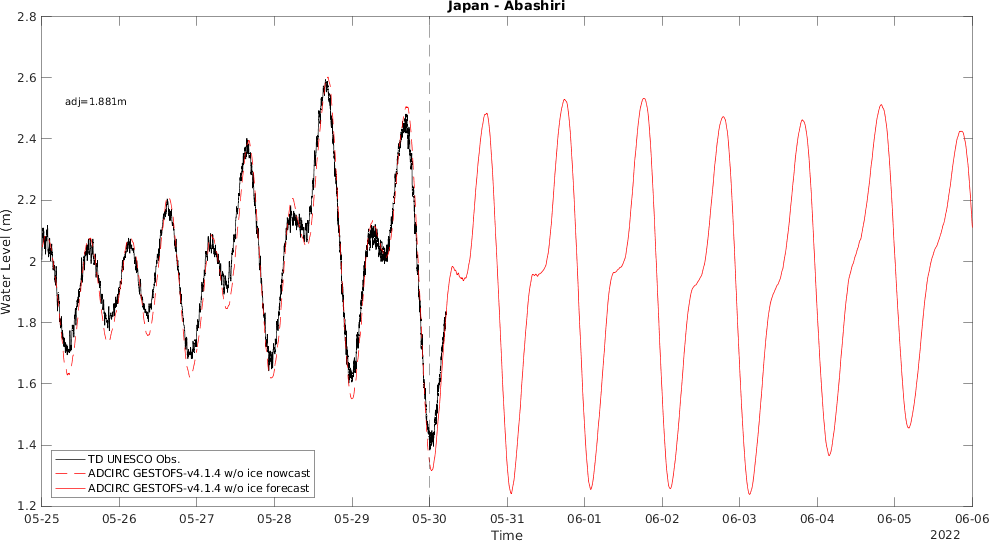 Japan - Abashiri
2.8
2.6
adj=1.881m
2.4
2.2
2
1.8
1.6
1.4
1.2
Water Level (m)
TD UNESCO Obs.
ADCIRC GESTOFS-v4.1.4 w/o ice nowcast
ADCIRC GESTOFS-v4.1.4 w/o ice forecast
05-25 05-26 05-27 05-28 05-29 05-30 05-31 06-01 06-02 06-03 06-04 06-05 06-06
Time
2022